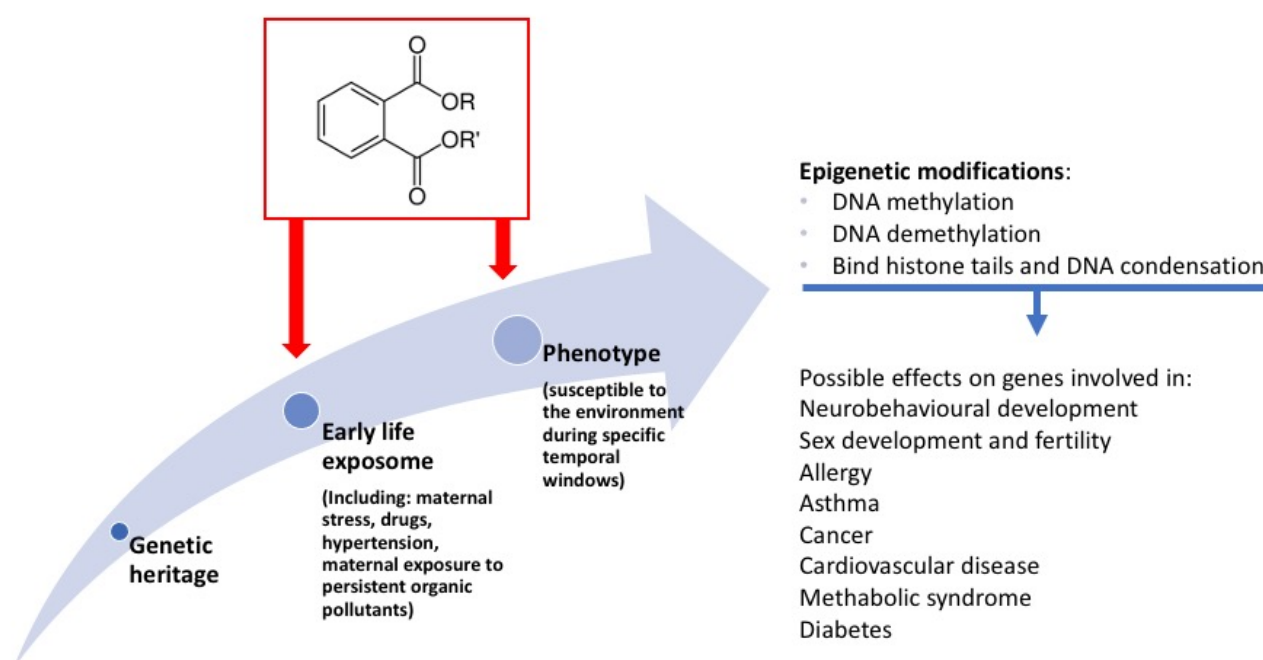 O
OR
OR'
O
Epigenetic modifications:
• DNA methylation
• DNA demethylation
• Bind histone tails and DNA condensation
Phenotype
(susceptible to
the environment
during specific
temporal
windows)
Early life
exposome
(Including: maternal
stress, drugs,
hypertension,
maternal exposure to
persistent organic
pollutants)
Genetic
heritage
Possible effects on genes involved in:
Neurobehavioural development
Sex development and fertility
Allergy
Asthma
Cancer
Cardiovascular disease
Methabolic syndrome
Diabetes